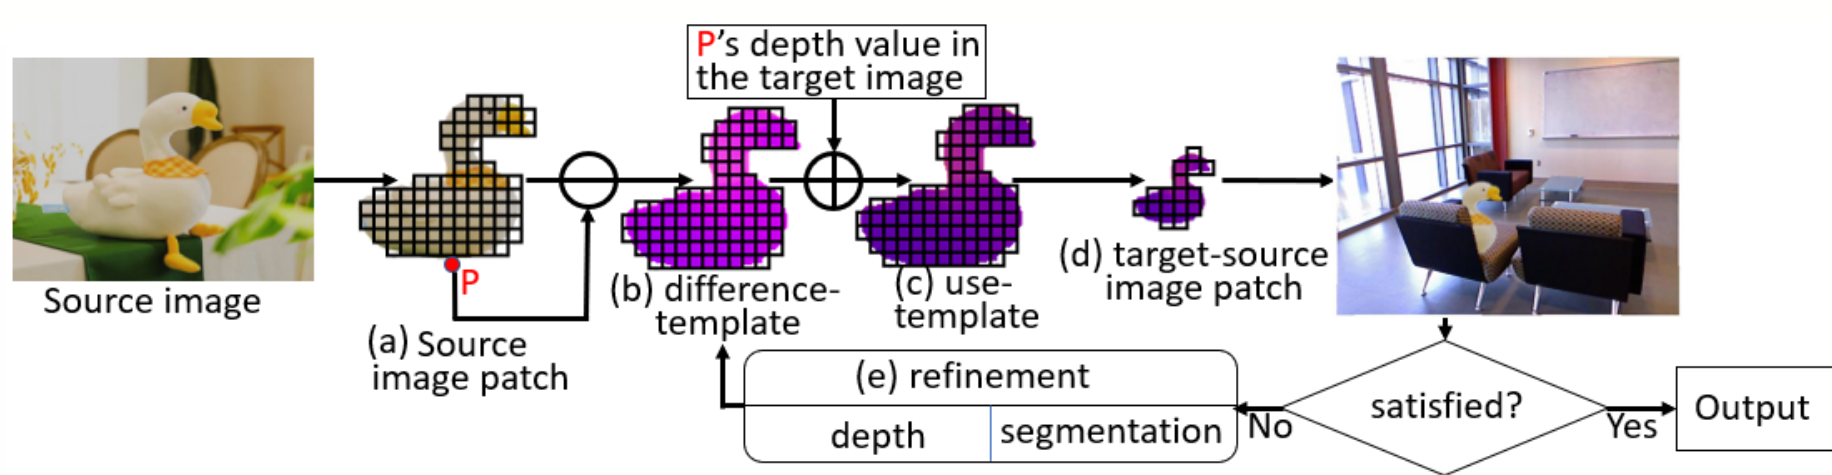 P's depth value in
the target image
Source image
P
(a) Source
image patch
(b) difference-
template
(c) use-
template
(d) target-source
image patch
(e) refinement
depth
segmentation
No
satisfied?
Yes
Output